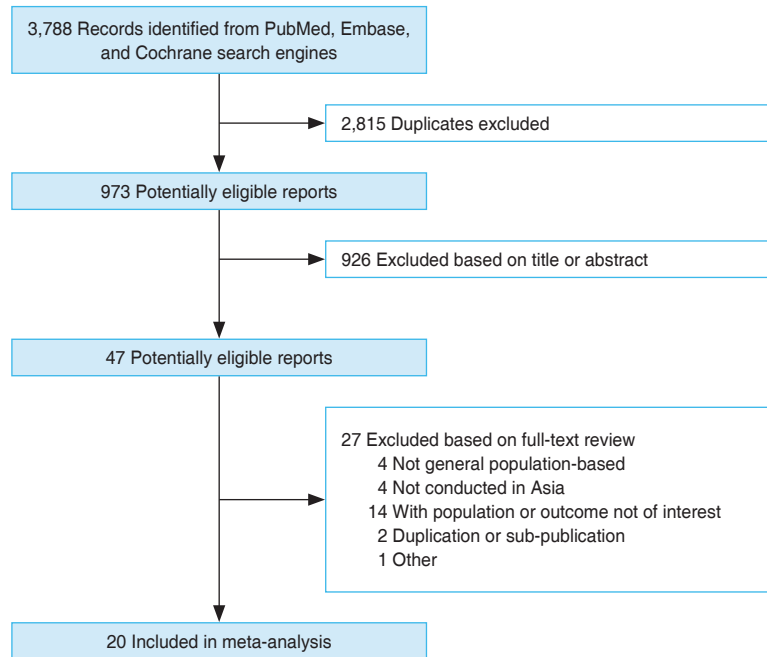 3,788 Records identified from PubMed, Embase,
and Cochrane search engines
2,815 Duplicates excluded
973 Potentially eligible reports
926 Excluded based on title or abstract
47 Potentially eligible reports
27 Excluded based on full-text review
4 Not general population-based
4 Not conducted in Asia
14 With population or outcome not of interest
2 Duplication or sub-publication
1 Other
20 Included in meta-analysis